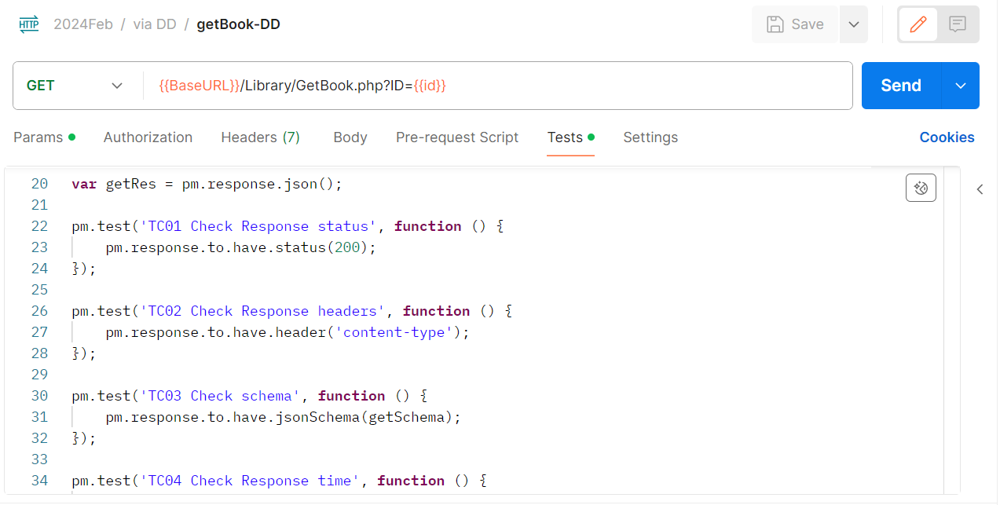 HTTP 2024Feb / via DD / getBook-DD Save
GET {{BaseURL}}/Library/GetBook.php?ID={{id}} Send
Params Authorization Headers (7) Body Pre-request Script Tests Settings Cookies
20 var getRes = pm.response.json();
21
22 pm.test('TC01 Check Response status', function () {
23 pm.response.to.have.status(200);
24 });
25
26 pm.test('TC02 Check Response headers', function () {
27 pm.response.to.have.header('content-type');
28 });
29
30 pm.test('TC03 Check schema', function () {
31 pm.response.to.have.jsonSchema(getSchema);
32 });
33
34 pm.test('TC04 Check Response time', function () {